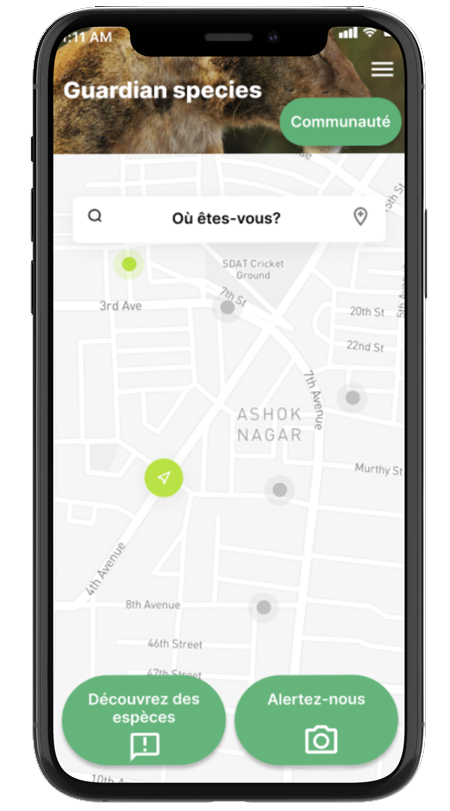 :11 AM
Guardian species
Communauté
Où êtes-vous?
SDAT Cricket
Ground
7th St
3rd Ave
20th St
5th Ave
22nd St
7th Avenue
ASHOK
NAGAR
Murthy St
4th Avenue
8th Avenue
46th Street
47th Street
Découvrez des
espèces
Alertez-nous
10th